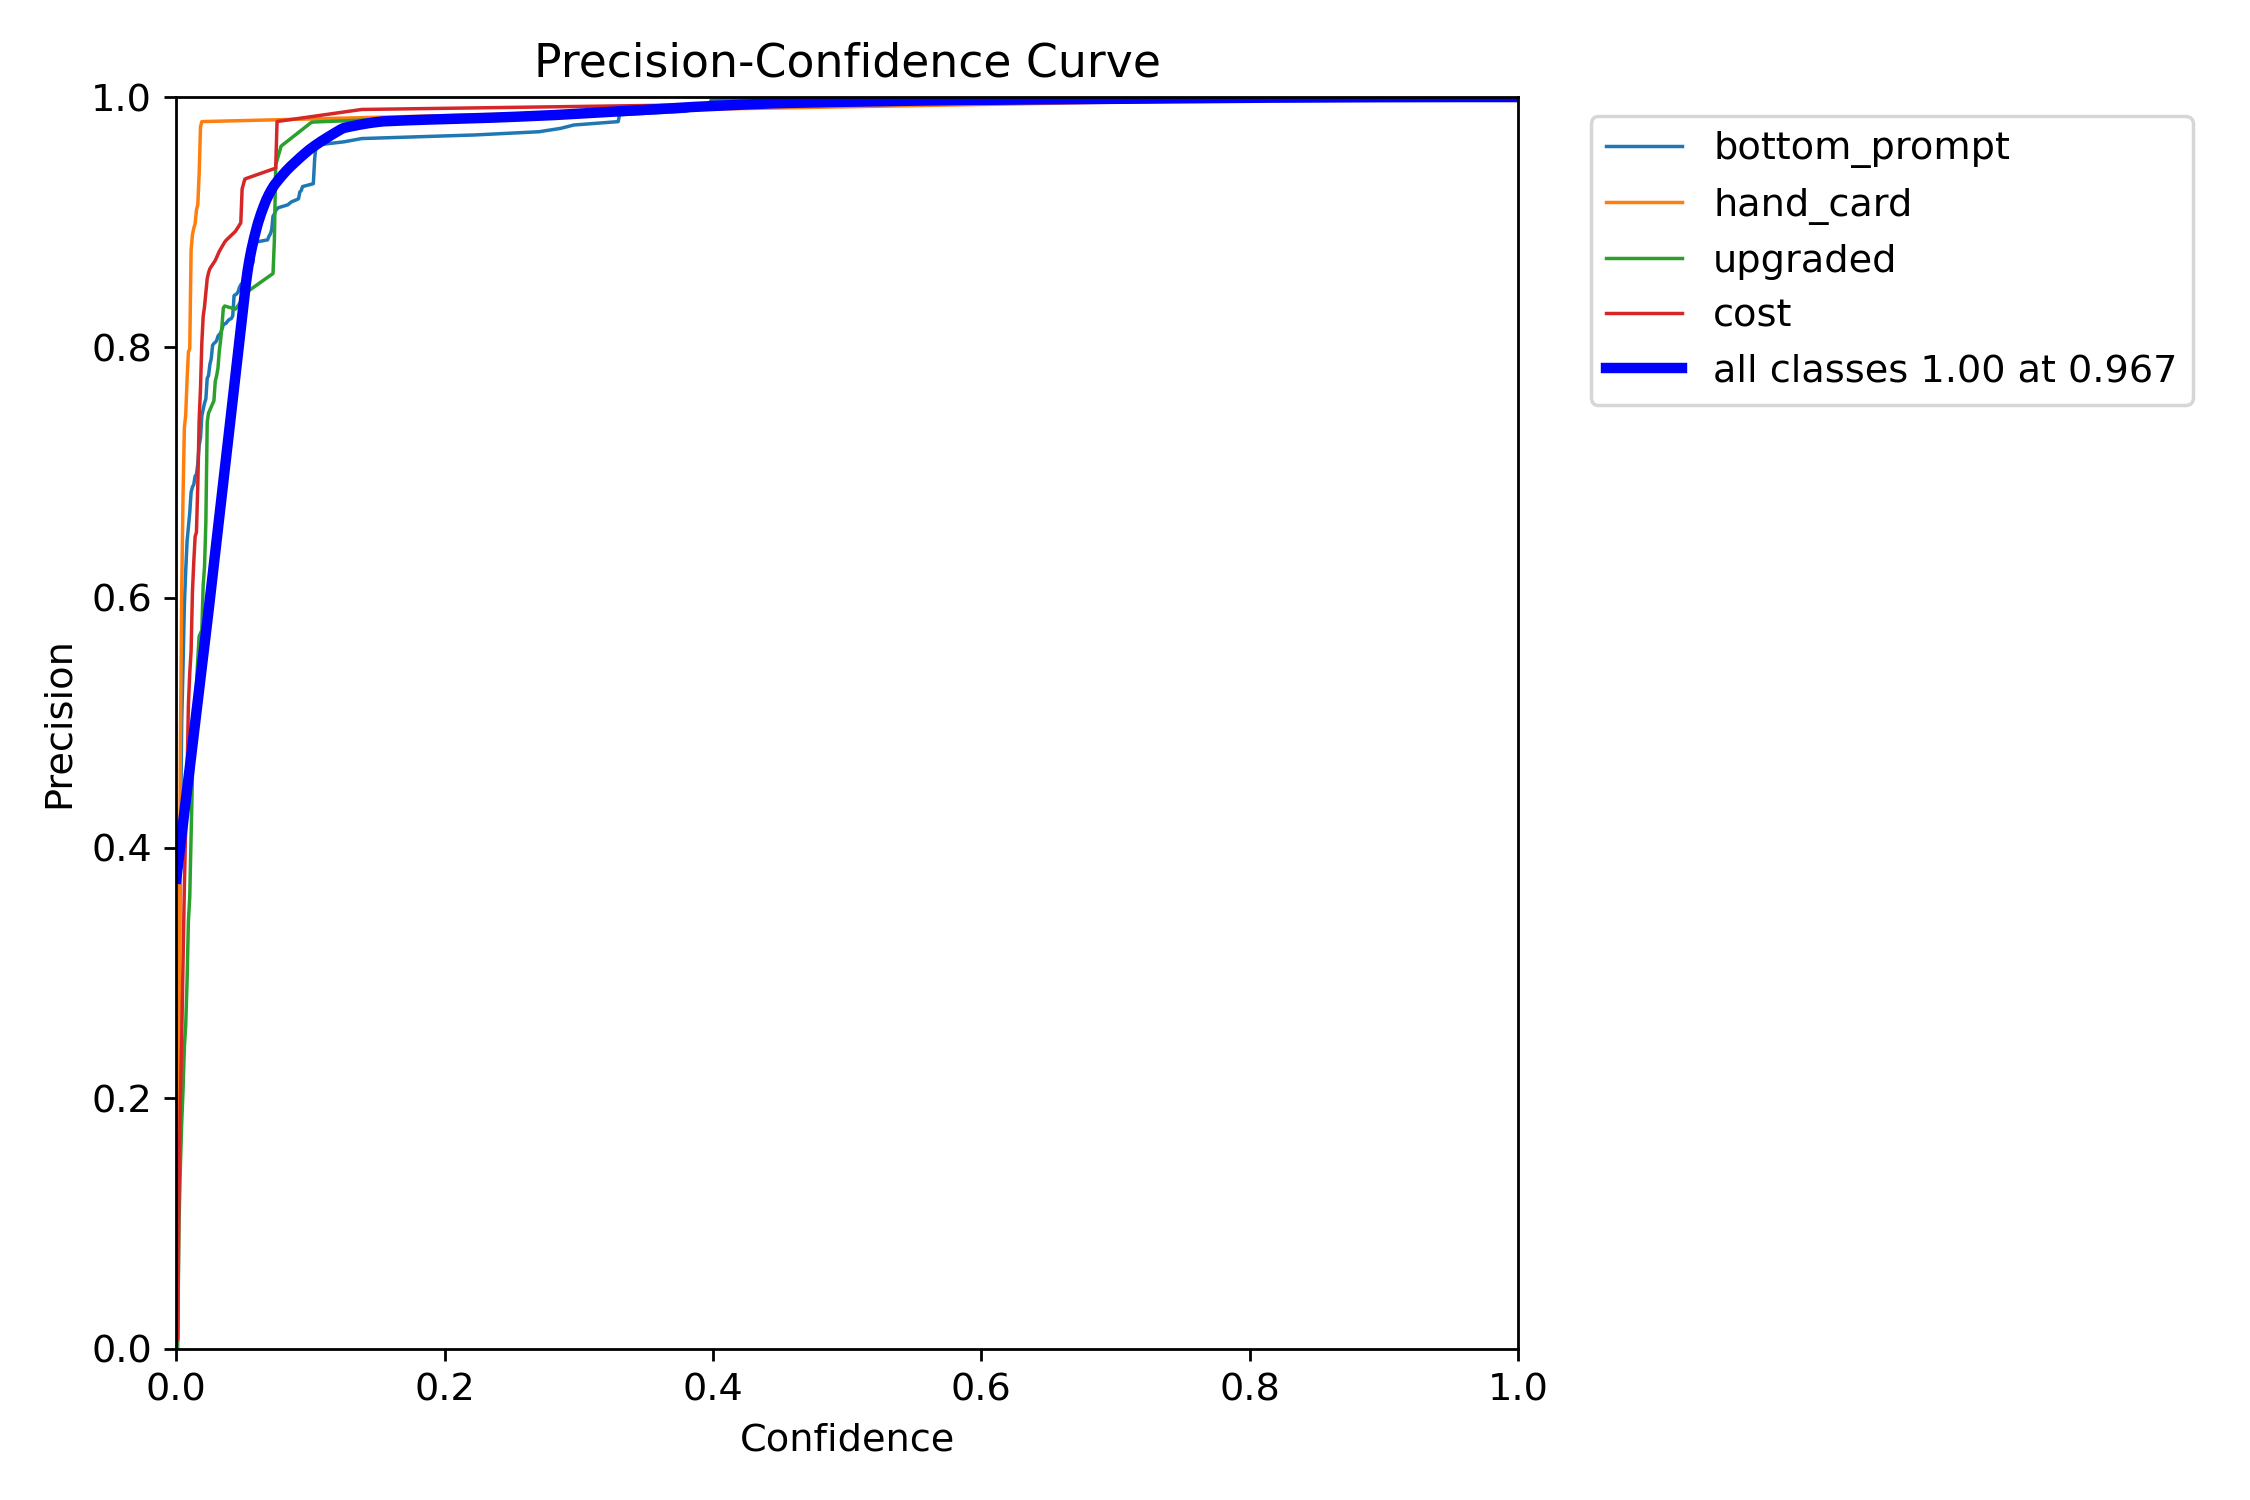 Precision-Confidence Curve
1.0
0.8
0.6
0.4
0.2
0.0
Precision
0.0 0.2 0.4 0.6 0.8 1.0
Confidence
bottom_prompt
hand_card
upgraded
cost
all classes 1.00 at 0.967